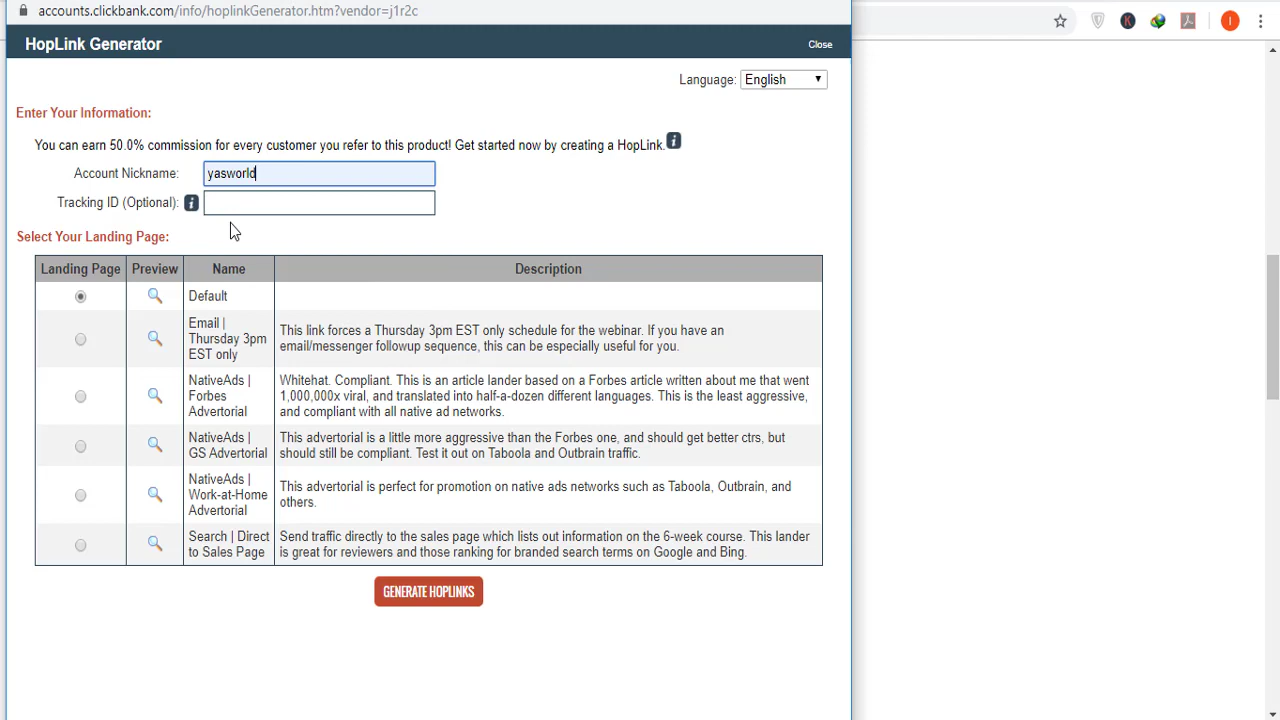 accounts.clickbank.com/info/hoplinkGenerator.htm?vendor=j1r2c
HopLink Generator
Close
Language: English
Enter Your Information:
You can earn 50.0% commission for every customer you refer to this product! Get started now by creating a HopLink.
Account Nickname: yasworld
Tracking ID (Optional):
Select Your Landing Page:
Landing Page Preview Name Description
Default
Email |
Thursday 3pm
EST only
This link forces a Thursday 3pm EST only schedule for the webinar. If you have an
email/messenger followup sequence, this can be especially useful for you.
NativeAds |
Forbes
Advertorial
Whitehat. Compliant. This is an article lander based on a Forbes article written about me that went
1,000,000x viral, and translated into half-a-dozen different languages. This is the least aggressive,
and compliant with all native ad networks.
NativeAds |
GS Advertorial
This advertorial is a little more aggressive than the Forbes one, and should get better ctrs, but
should still be compliant. Test it out on Taboola and Outbrain traffic.
NativeAds |
Work-at-Home
Advertorial
This advertorial is perfect for promotion on native ads networks such as Taboola, Outbrain, and
others.
Search | Direct
to Sales Page
Send traffic directly to the sales page which lists out information on the 6-week course. This lander
is great for reviewers and those ranking for branded search terms on Google and Bing.
GENERATE HOPLINKS
K
I